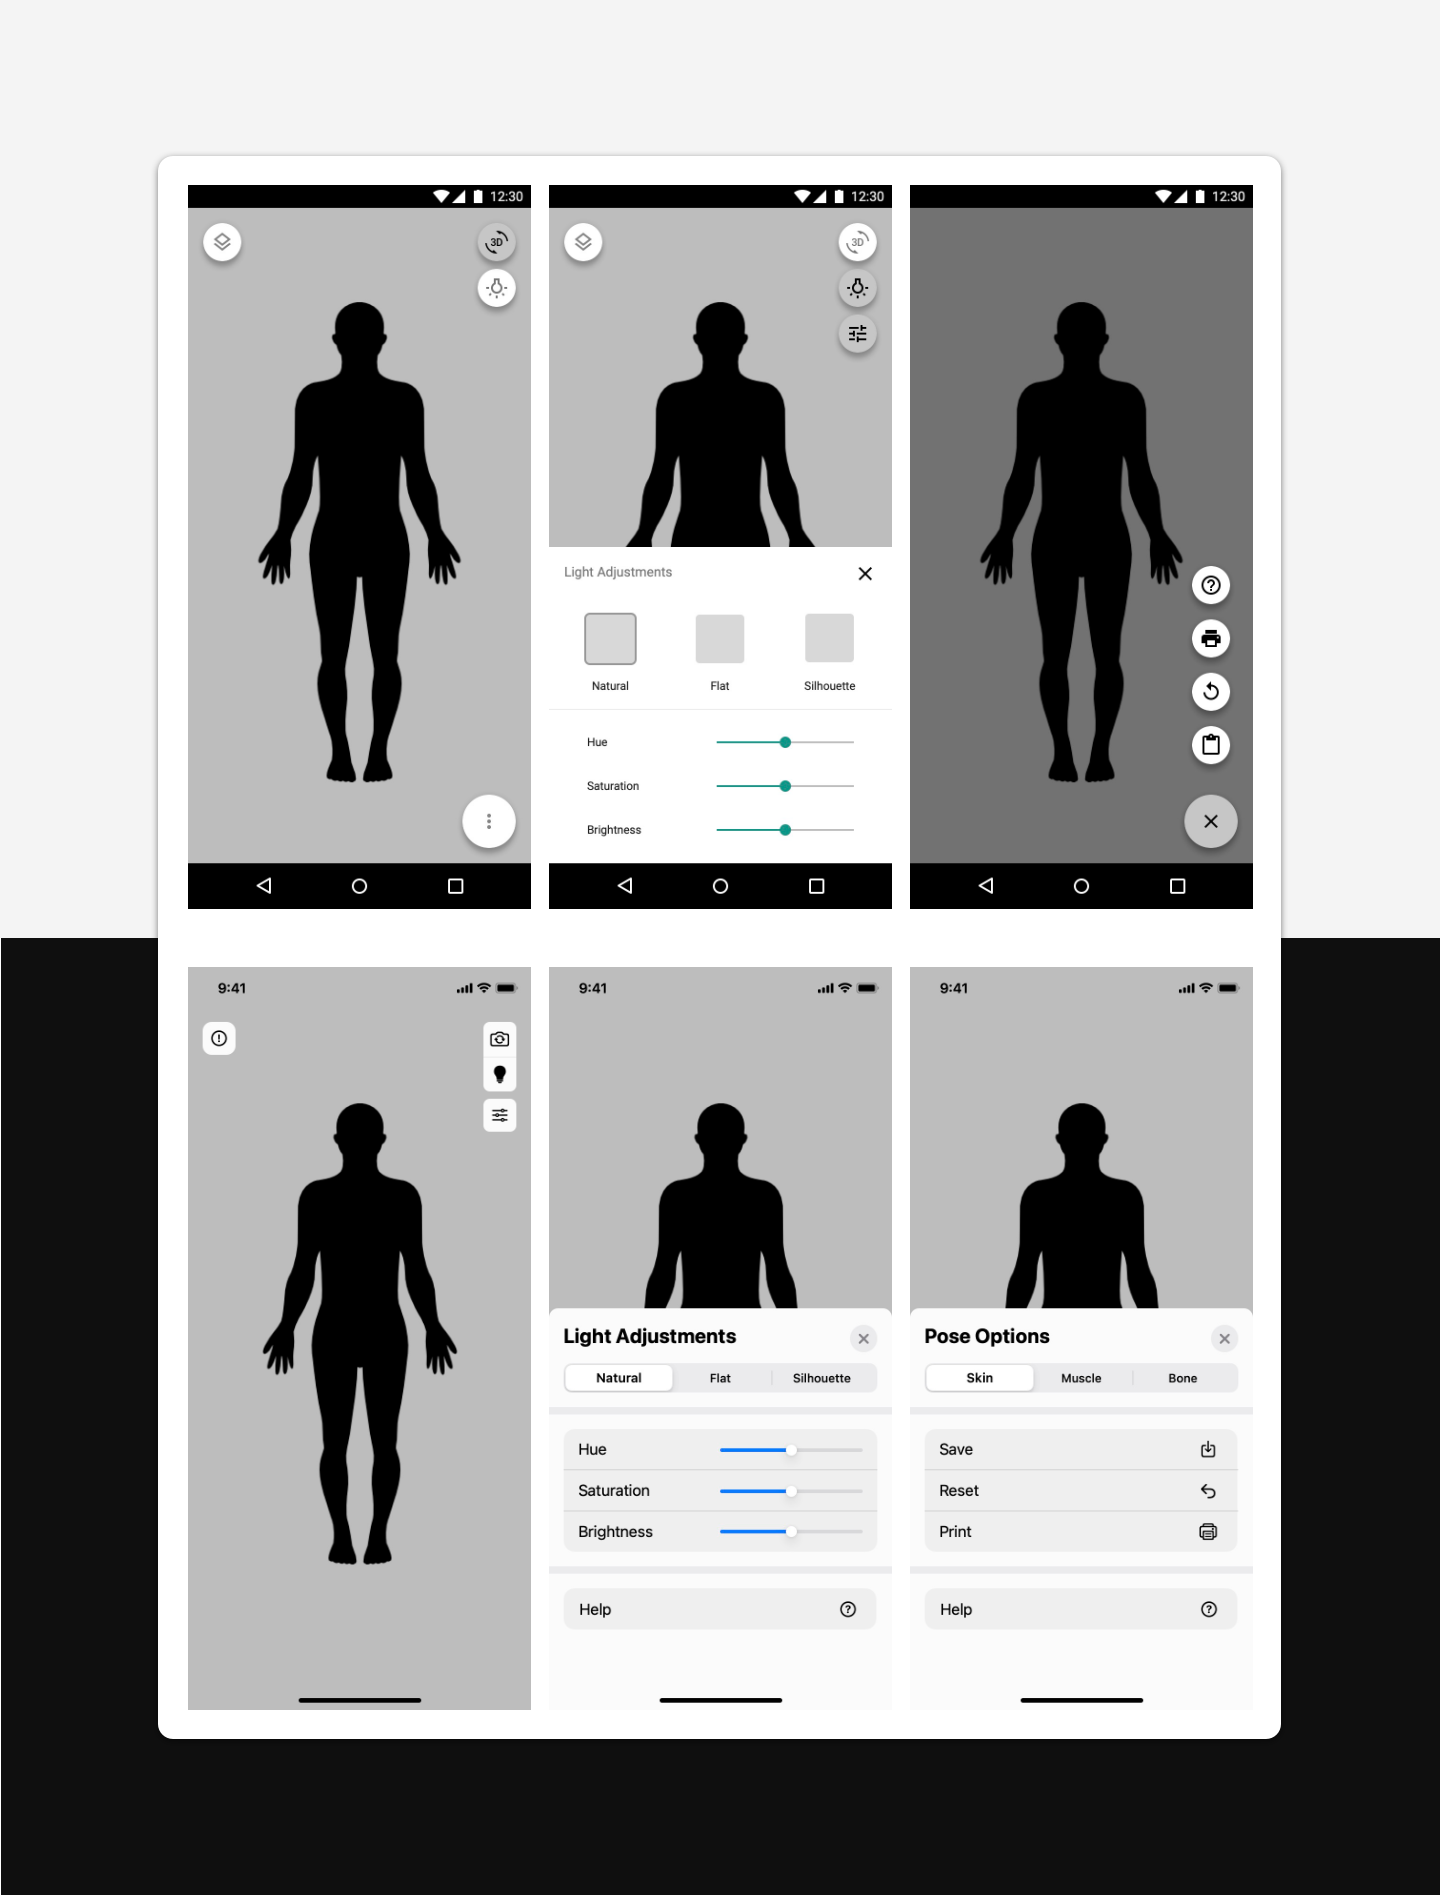 12:30
3D
12:30
3D
Light Adjustments
Natural
Flat
Silhouette
Hue
Saturation
Brightness
12:30
9:41
9:41
Light Adjustments
Natural
Flat
Silhouette
Hue
Saturation
Brightness
Help
9:41
Pose Options
Skin
Muscle
Bone
Save
Reset
Print
Help